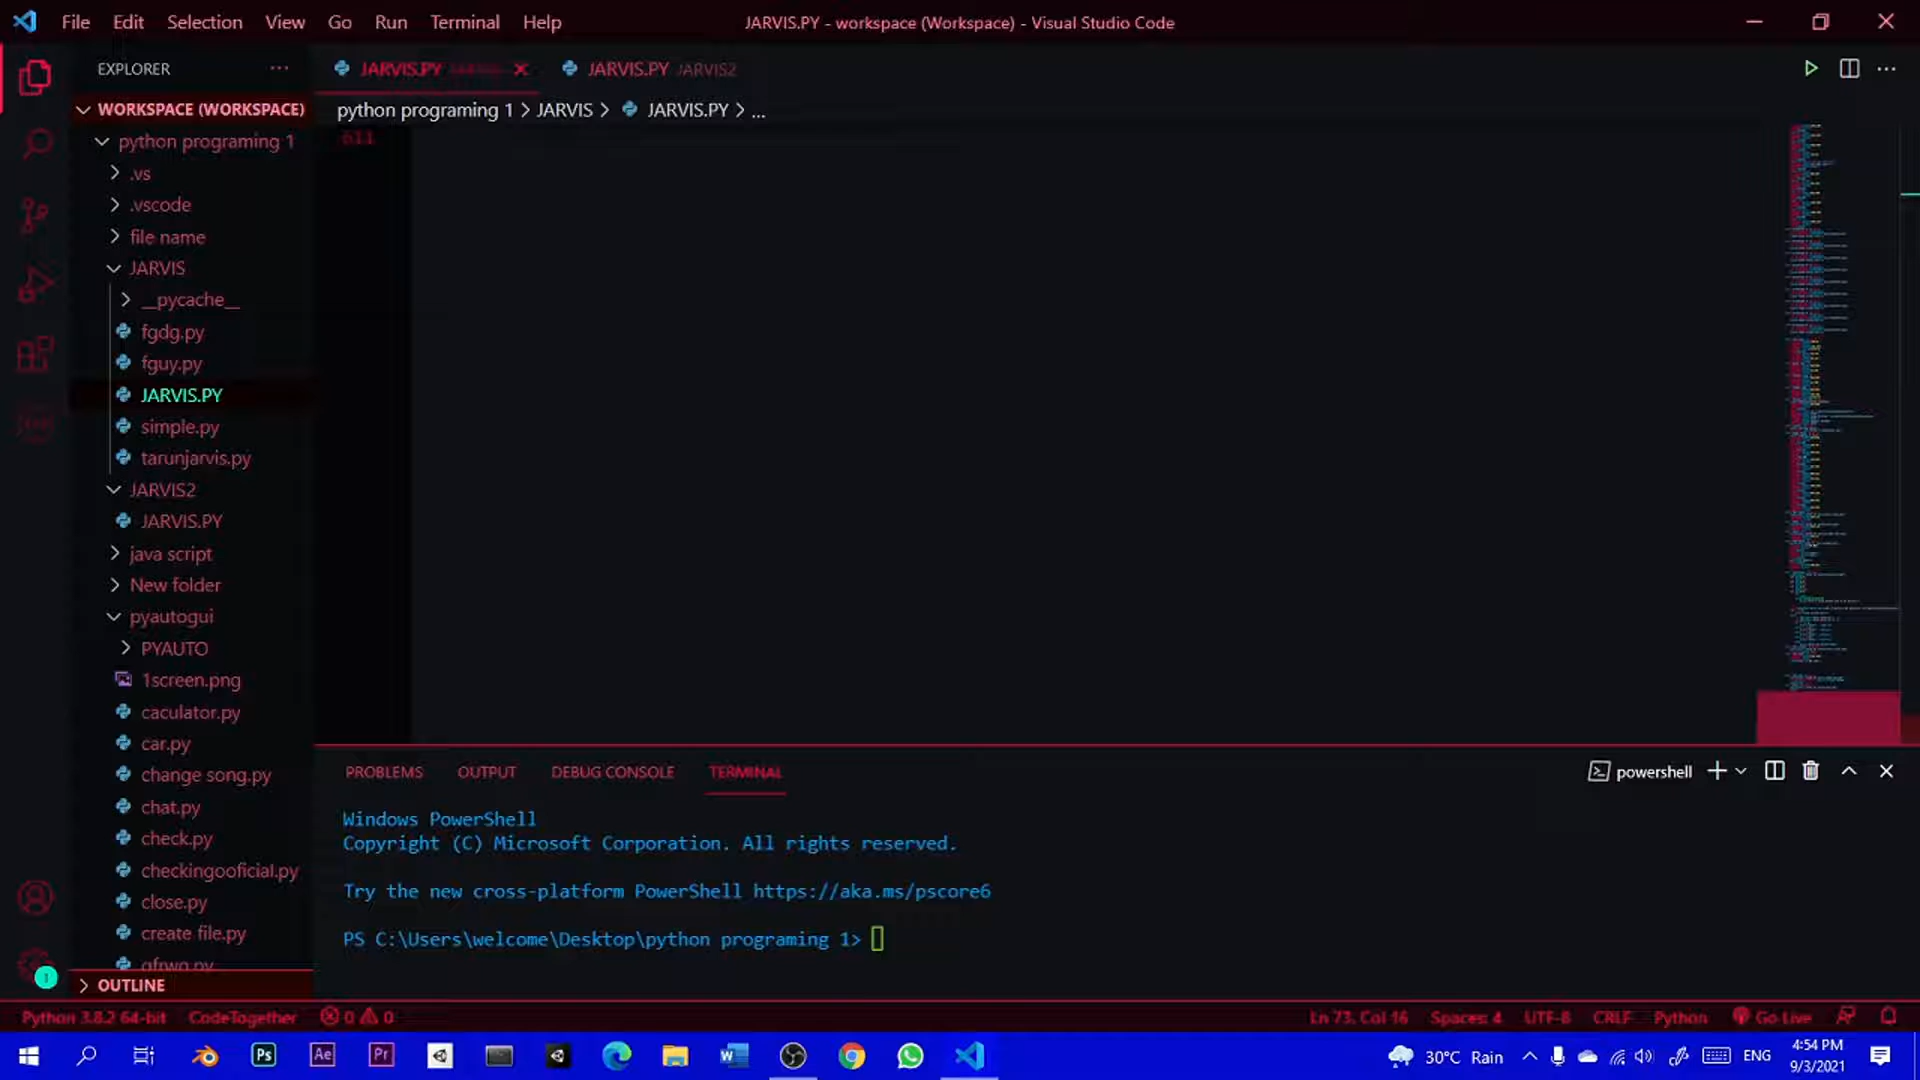 File Edit Selection View Go Run Terminal Help
JARVIS.PY - workspace (Workspace) - Visual Studio Code
EXPLORER
JARVIS.PY JARVIS
JARVIS.PY JARVIS2
WORKSPACE (WORKSPACE)
python programing 1 > JARVIS > JARVIS.PY > ...
611
python programing 1
.vs
.vscode
file name
JARVIS
__pycache__
fgdg.py
fguy.py
JARVIS.PY
simple.py
tarunjarvis.py
JARVIS2
JARVIS.PY
java script
New folder
pyautogui
PYAUTO
1screen.png
caculator.py
car.py
change song.py
chat.py
check.py
checkingooficial.py
close.py
create file.py
OUTLINE
PROBLEMS OUTPUT DEBUG CONSOLE TERMINAL
powershell
Windows PowerShell
Copyright (C) Microsoft Corporation. All rights reserved.
Try the new cross-platform PowerShell https://aka.ms/pscore6
PS C:\Users\welcome\Desktop\python programing 1>
1
Python 3.8.2 64-bit CodeTogether 0 0
Ln 73, Col 16 Spaces: 4 UTF-8 CRLF Python Go Live
Ps Ae Pr W
30°C Rain
ENG
4:54 PM
9/3/2021